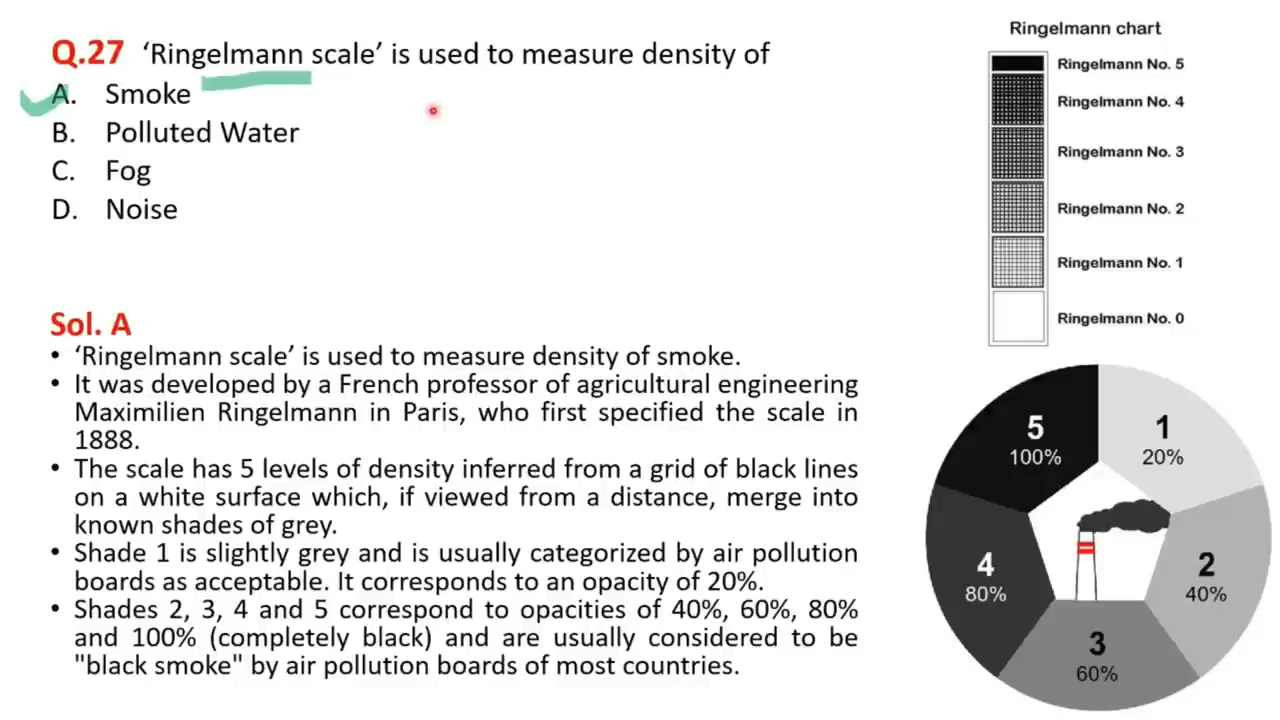 Q.27 ‘Ringelmann scale’ is used to measure density of
A. Smoke
B. Polluted Water
C. Fog
D. Noise
Sol. A
• ‘Ringelmann scale’ is used to measure density of smoke.
• It was developed by a French professor of agricultural engineering
Maximilien Ringelmann in Paris, who first specified the scale in
1888.
• The scale has 5 levels of density inferred from a grid of black lines
on a white surface which, if viewed from a distance, merge into
known shades of grey.
• Shade 1 is slightly grey and is usually categorized by air pollution
boards as acceptable. It corresponds to an opacity of 20%.
• Shades 2, 3, 4 and 5 correspond to opacities of 40%, 60%, 80%
and 100% (completely black) and are usually considered to be
"black smoke" by air pollution boards of most countries.
Ringelmann chart
Ringelmann No. 5
Ringelmann No. 4
Ringelmann No. 3
Ringelmann No. 2
Ringelmann No. 1
Ringelmann No. 0
5
100%
1
20%
4
80%
2
40%
3
60%